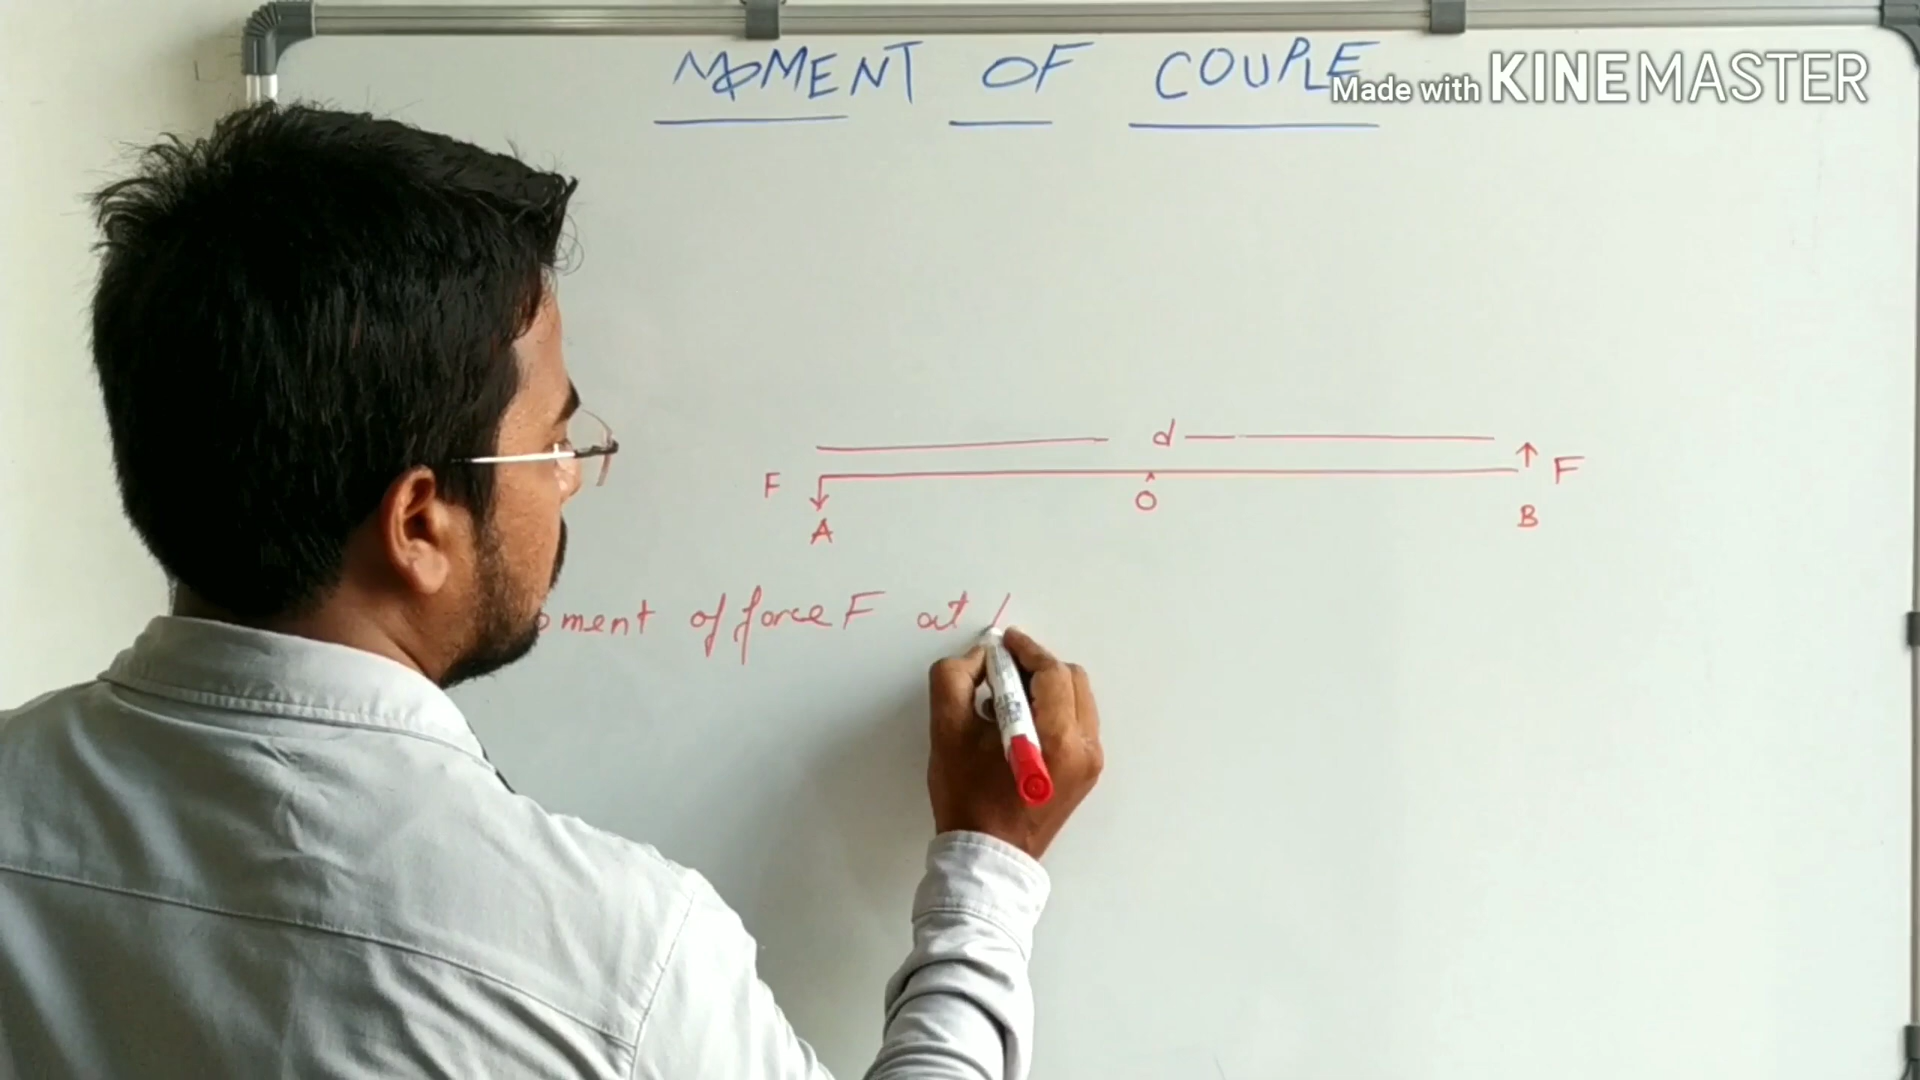 MOMENT OF COUPLE
Made with KINEMASTER
d
F F
O
A B
oment of force F at